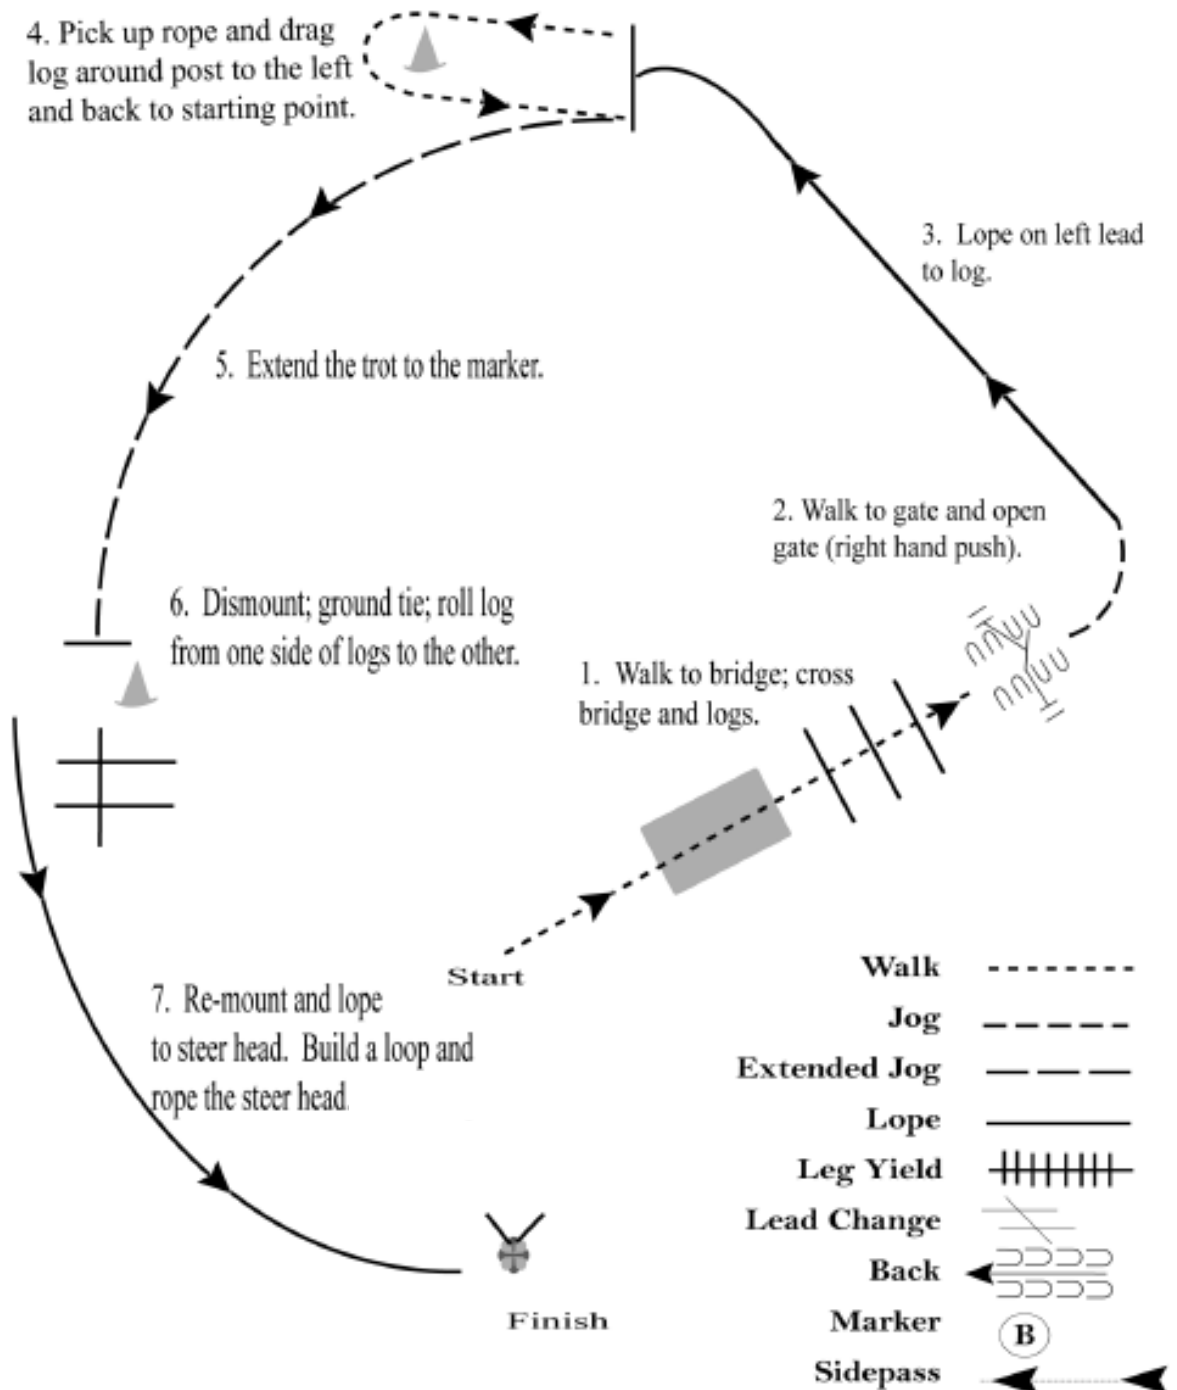 4. Pick up rope and drag
log around post to the left
and back to starting point.
3. Lope on left lead
to log.
5. Extend the trot to the marker.
2. Walk to gate and open
gate (right hand push).
6. Dismount; ground tie; roll log
from one side of logs to the other.
1. Walk to bridge; cross
bridge and logs.
Start
7. Re-mount and lope
to steer head. Build a loop and
rope the steer head.
Finish
Walk
Jog
Extended Jog
Lope
Leg Yield
Lead Change
Back
Marker B
Sidepass